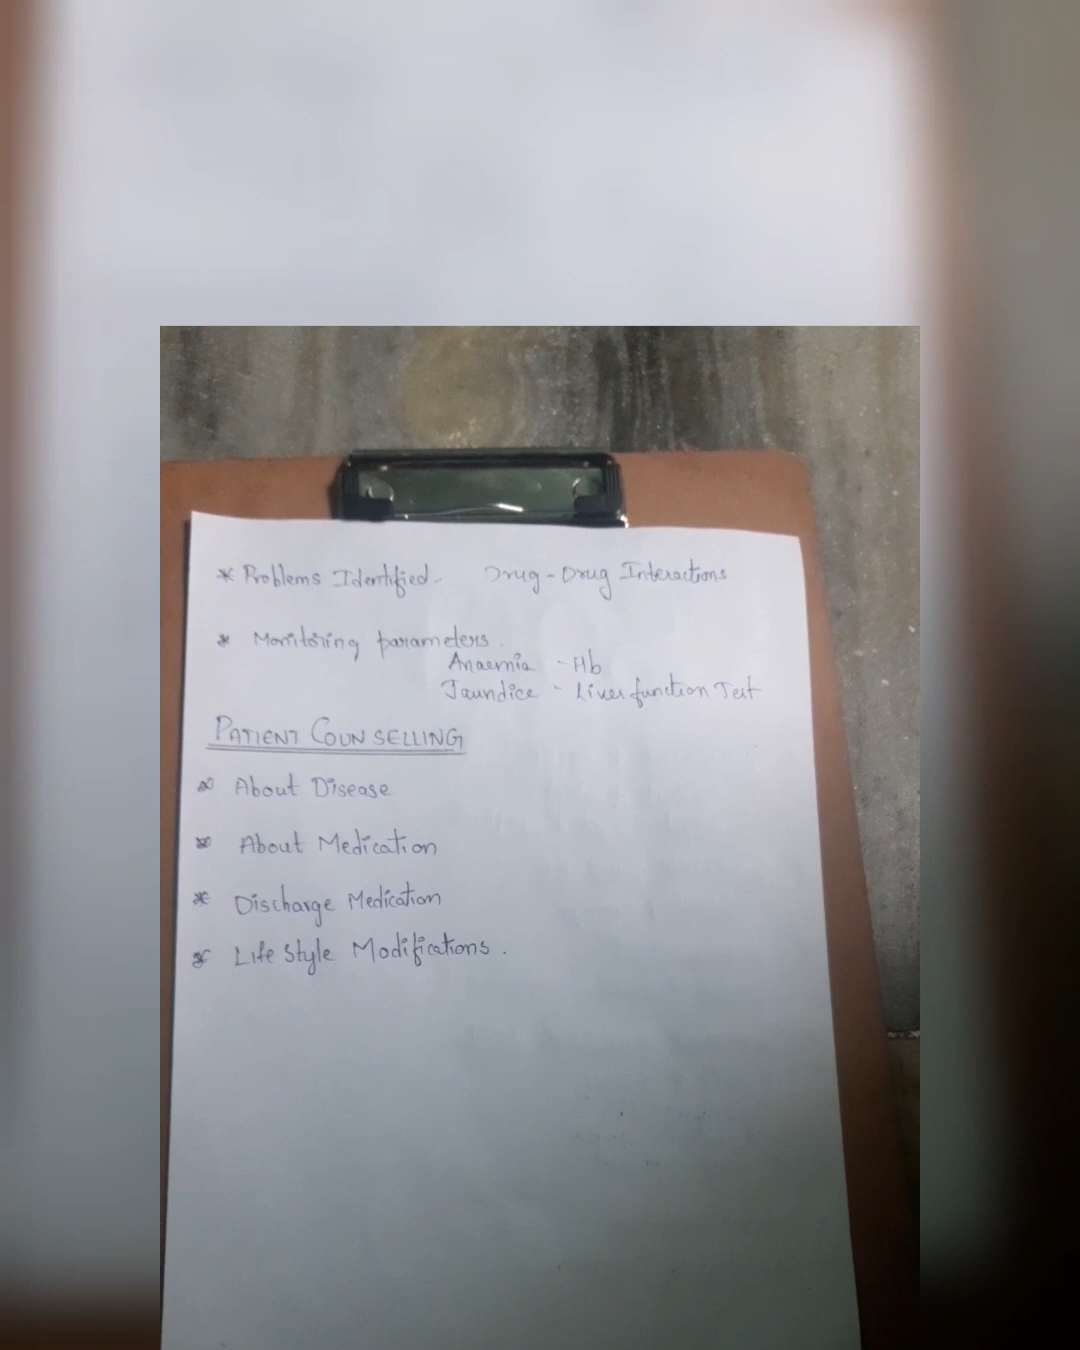 * Problems Identified - Drug-Drug Interactions
* Monitoring parameters.
Anaemia - Hb
Jaundice - Liver function Test
PATIENT COUNSELLING
* About Disease
* About Medication
* Discharge Medication
* Life Style Modifications.